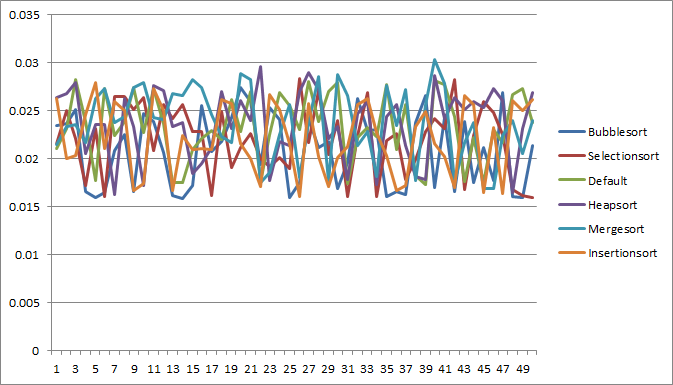 0.035
0.03
0.025
0.02
0.015
0.01
0.005
0
1 3 5 7 9 11 13 15 17 19 21 23 25 27 29 31 33 35 37 39 41 43 45 47 49
Bubblesort
Selectionsort
Default
Heapsort
Mergesort
Insertionsort